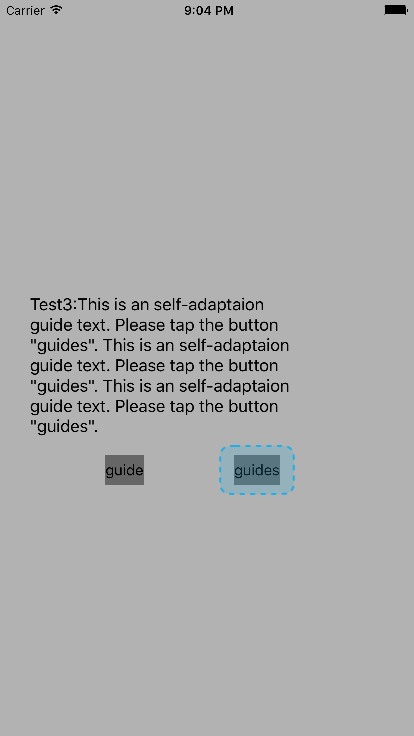 Carrier 9:04 PM
Test3:This is an self-adaptaion
guide text. Please tap the button
"guides". This is an self-adaptaion
guide text. Please tap the button
"guides". This is an self-adaptaion
guide text. Please tap the button
"guides".
guide guides